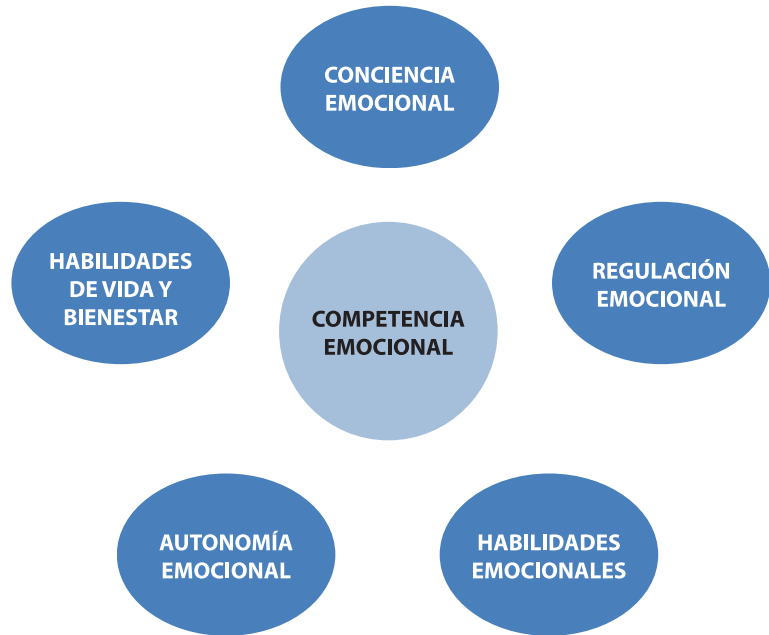 CONCIENCIA
EMOCIONAL
HABILIDADES
DE VIDA Y
BIENESTAR
REGULACIÓN
EMOCIONAL
COMPETENCIA
EMOCIONAL
AUTONOMÍA
EMOCIONAL
HABILIDADES
EMOCIONALES